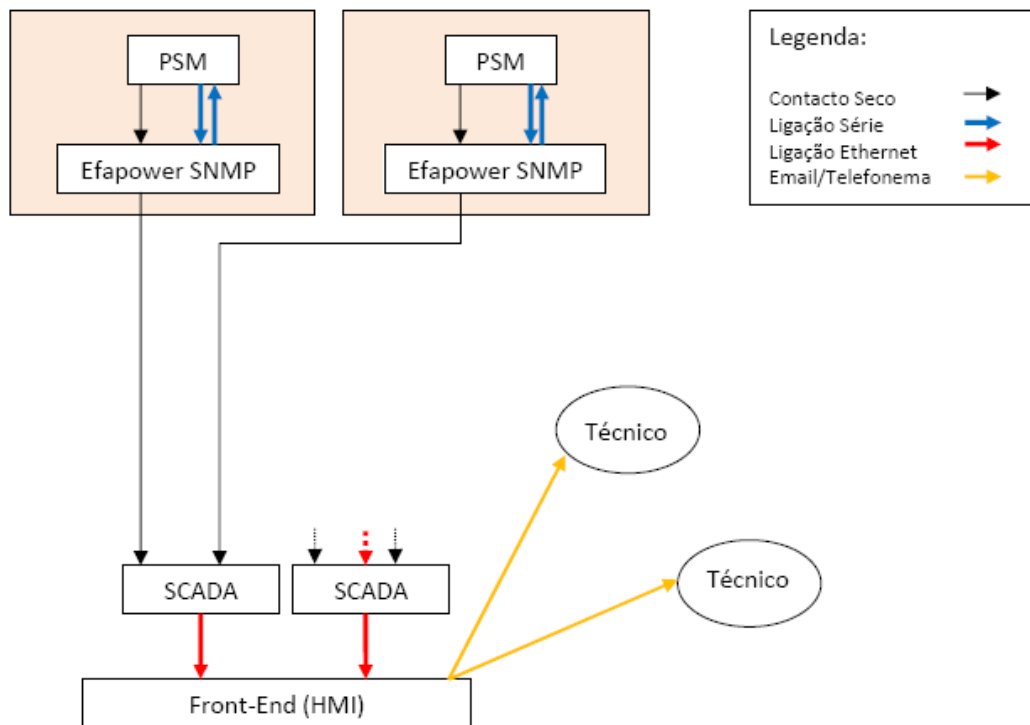 PSM
Efapower SNMP
PSM
Efapower SNMP
Legenda:
Contacto Seco
Ligação Série
Ligação Ethernet
Email/Telefonema
Técnico
Técnico
SCADA
SCADA
Front-End (HMI)